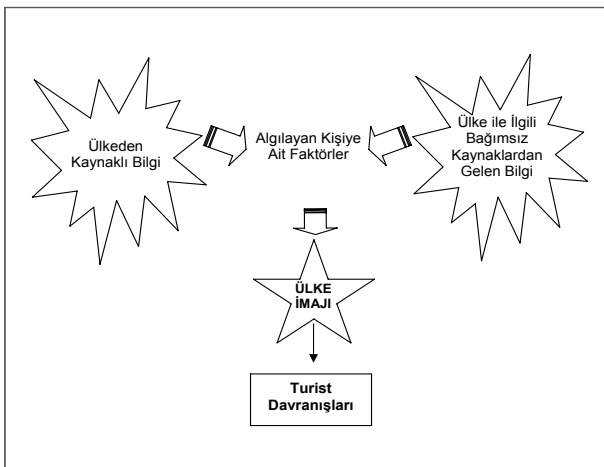 Ülkeden
Kaynaklı Bilgi
Algılayan Kişiye
Ait Faktörler
Ülke ile İlgili
Bağımsız
Kaynaklardan
Gelen Bilgi
ÜLKE
İMAJI
Turist
Davranışları